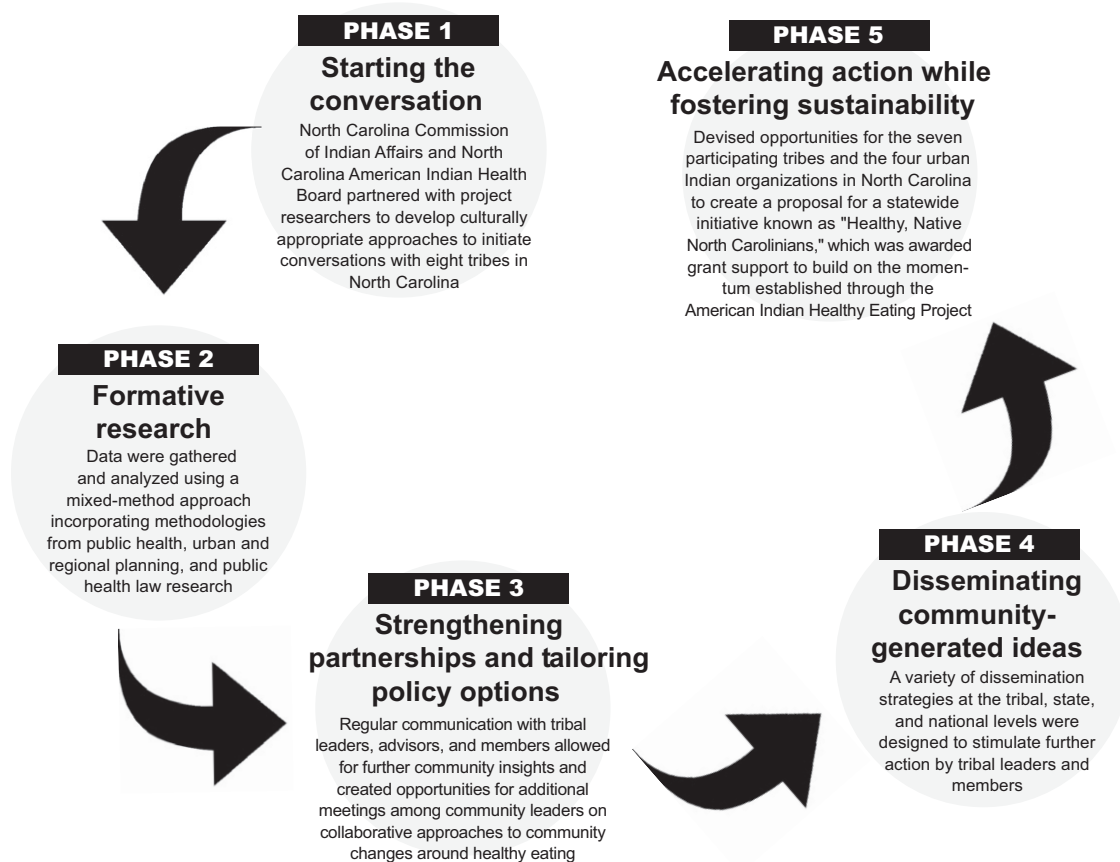 PHASE 1
Starting the
conversation
North Carolina Commission
of Indian Affairs and North
Carolina American Indian Health
Board partnered with project
researchers to develop culturally
appropriate approaches to initiate
conversations with eight tribes in
North Carolina
PHASE 2
Formative
research
Data were gathered
and analyzed using a
mixed-method approach
incorporating methodologies
from public health, urban and
regional planning, and public
health law research
PHASE 3
Strengthening
partnerships and tailoring
policy options
Regular communication with tribal
leaders, advisors, and members allowed
for further community insights and
created opportunities for additional
meetings among community leaders on
collaborative approaches to community
changes around healthy eating
PHASE 4
Disseminating
community-
generated ideas
A variety of dissemination
strategies at the tribal, state,
and national levels were
designed to stimulate further
action by tribal leaders and
members
PHASE 5
Accelerating action while
fostering sustainability
Devised opportunities for the seven
participating tribes and the four urban
Indian organizations in North Carolina
to create a proposal for a statewide
initiative known as "Healthy, Native
North Carolinians," which was awarded
grant support to build on the momen-
tum established through the
American Indian Healthy Eating Project